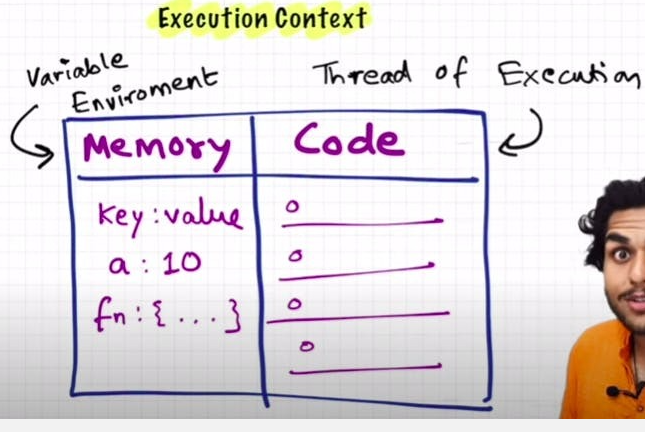 Execution Context
Variable
Enviroment
Thread of Execution
Memory
Code
Key : value
a : 10
fn : { ... }